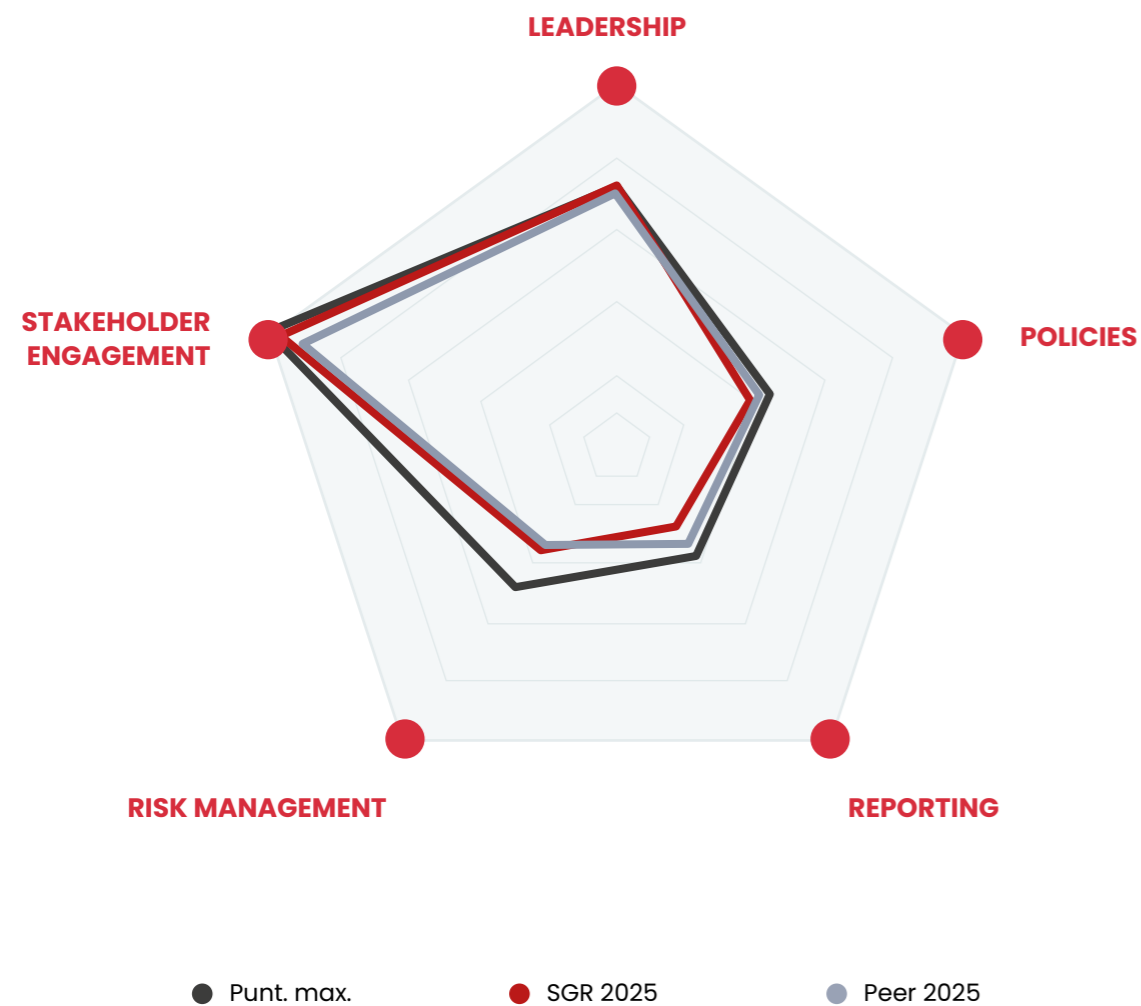 LEADERSHIP
STAKEHOLDER
ENGAGEMENT
POLICIES
RISK MANAGEMENT
REPORTING
Punt. max.
SGR 2025
Peer 2025